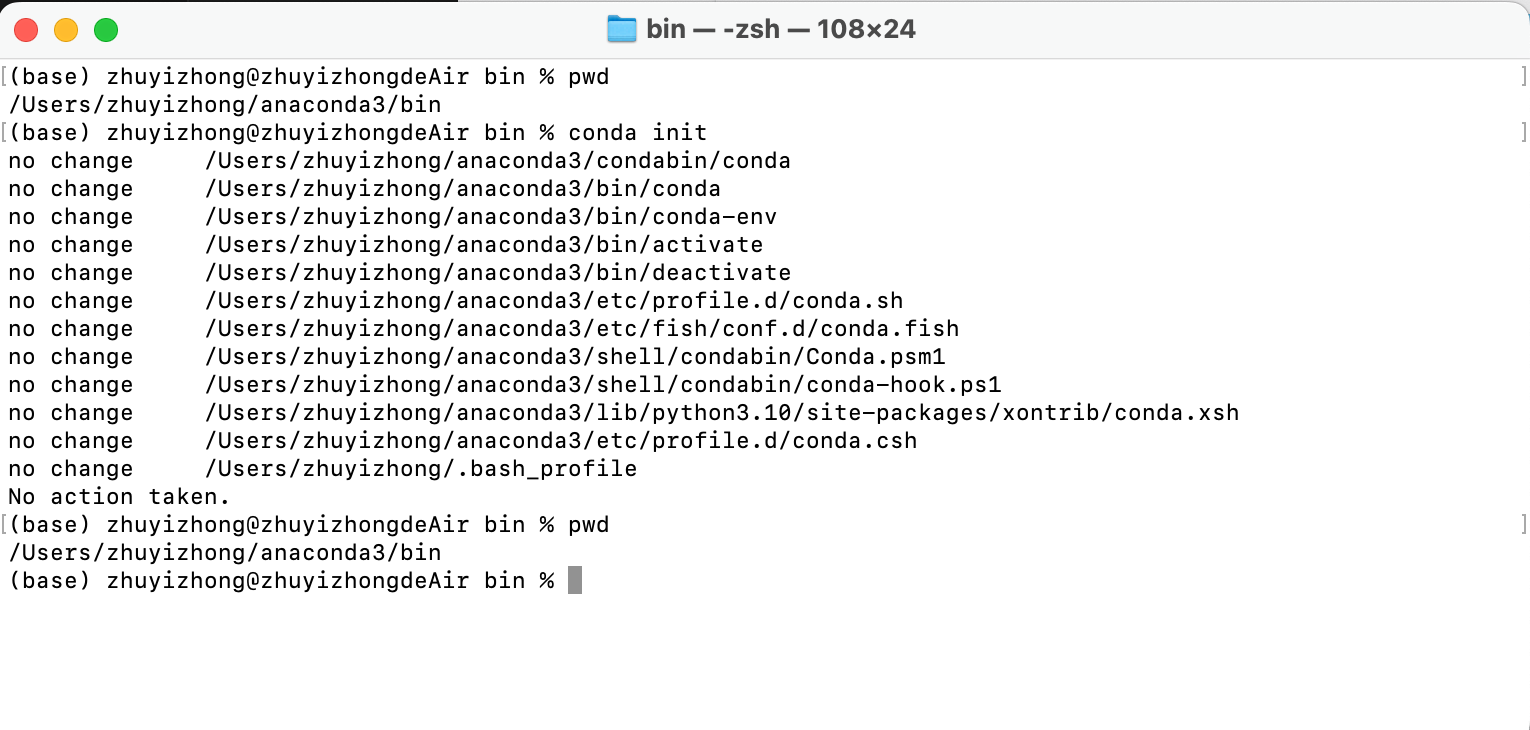 bin — -zsh — 108×24
[(base) zhuyizhong@zhuyizhongdeAir bin % pwd ]
/Users/zhuyizhong/anaconda3/bin
[(base) zhuyizhong@zhuyizhongdeAir bin % conda init ]
no change     /Users/zhuyizhong/anaconda3/condabin/conda
no change     /Users/zhuyizhong/anaconda3/bin/conda
no change     /Users/zhuyizhong/anaconda3/bin/conda-env
no change     /Users/zhuyizhong/anaconda3/bin/activate
no change     /Users/zhuyizhong/anaconda3/bin/deactivate
no change     /Users/zhuyizhong/anaconda3/etc/profile.d/conda.sh
no change     /Users/zhuyizhong/anaconda3/etc/fish/conf.d/conda.fish
no change     /Users/zhuyizhong/anaconda3/shell/condabin/Conda.psm1
no change     /Users/zhuyizhong/anaconda3/shell/condabin/conda-hook.ps1
no change     /Users/zhuyizhong/anaconda3/lib/python3.10/site-packages/xontrib/conda.xsh
no change     /Users/zhuyizhong/anaconda3/etc/profile.d/conda.csh
no change     /Users/zhuyizhong/.bash_profile
No action taken.
[(base) zhuyizhong@zhuyizhongdeAir bin % pwd ]
/Users/zhuyizhong/anaconda3/bin
(base) zhuyizhong@zhuyizhongdeAir bin %